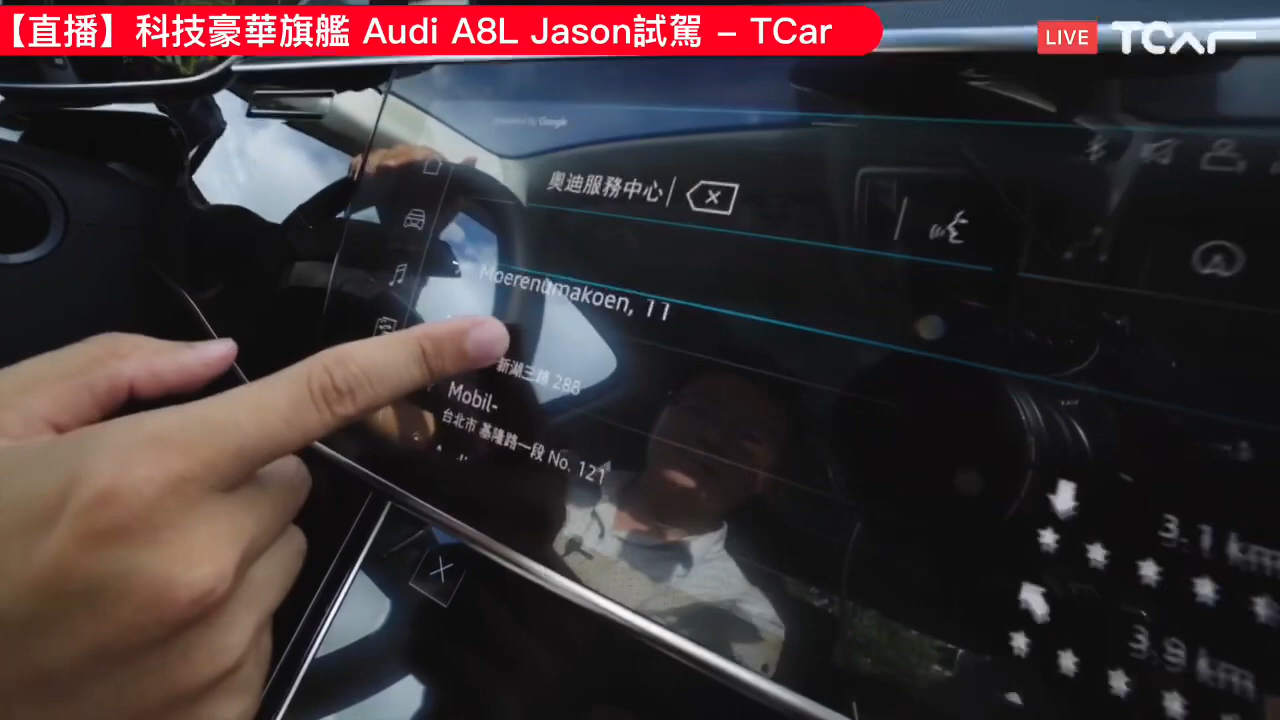 【直播】科技豪華旗艦 Audi A8L Jason試駕 – TCar
LIVE TCAr
powered by Google
奥迪服務中心
Moerenumakoen, 11
新湖三路 288
Mobil-
台北市 基隆路一段 No. 121
3.1 km
3.9 km